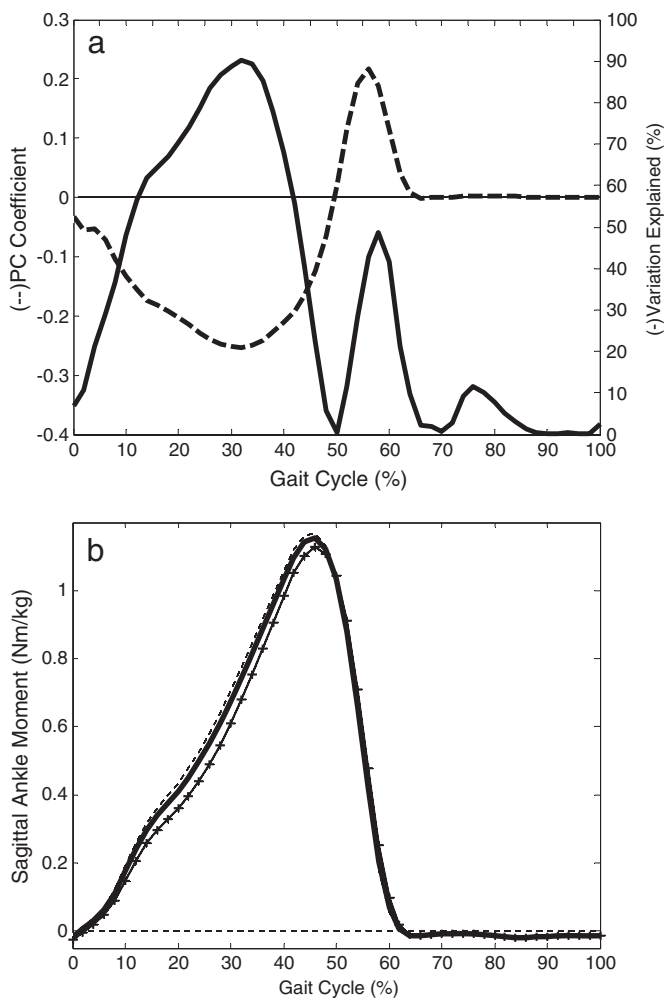 a
0.3
0.2
0.1
0
-0.1
-0.2
-0.3
-0.4
(--)PC Coefficient
100
90
80
70
60
50
40
30
20
10
0
(-)Variation Explained (%)
0 10 20 30 40 50 60 70 80 90 100
Gait Cycle (%)
b
1
0.8
0.6
0.4
0.2
0
Sagittal Ankle Moment (Nm/kg)
0 10 20 30 40 50 60 70 80 90 100
Gait Cycle (%)